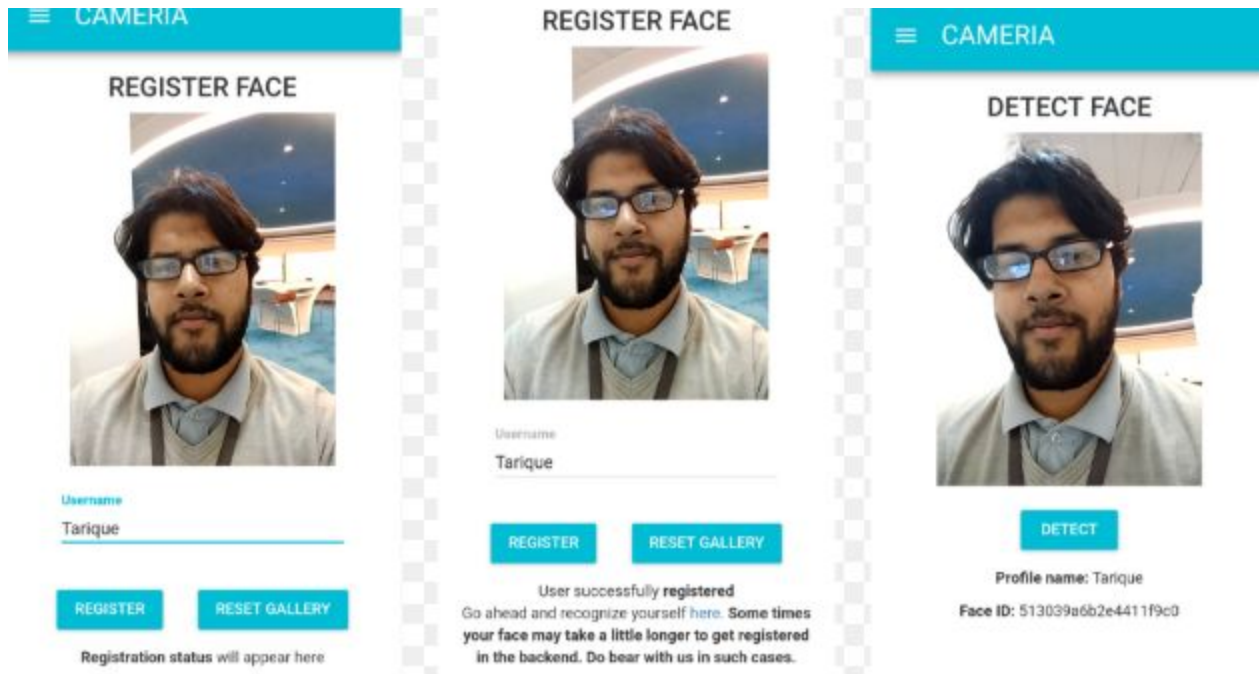 CAMERIA
REGISTER FACE
Username
Tarique
REGISTER RESET GALLERY
Registration status will appear here
REGISTER FACE
Username
Tarique
REGISTER RESET GALLERY
User successfully registered
Go ahead and recognize yourself here. Some times
your face may take a little longer to get registered
in the backend. Do bear with us in such cases.
CAMERIA
DETECT FACE
DETECT
Profile name: Tarique
Face ID: 513039a6b2e4411f9c0